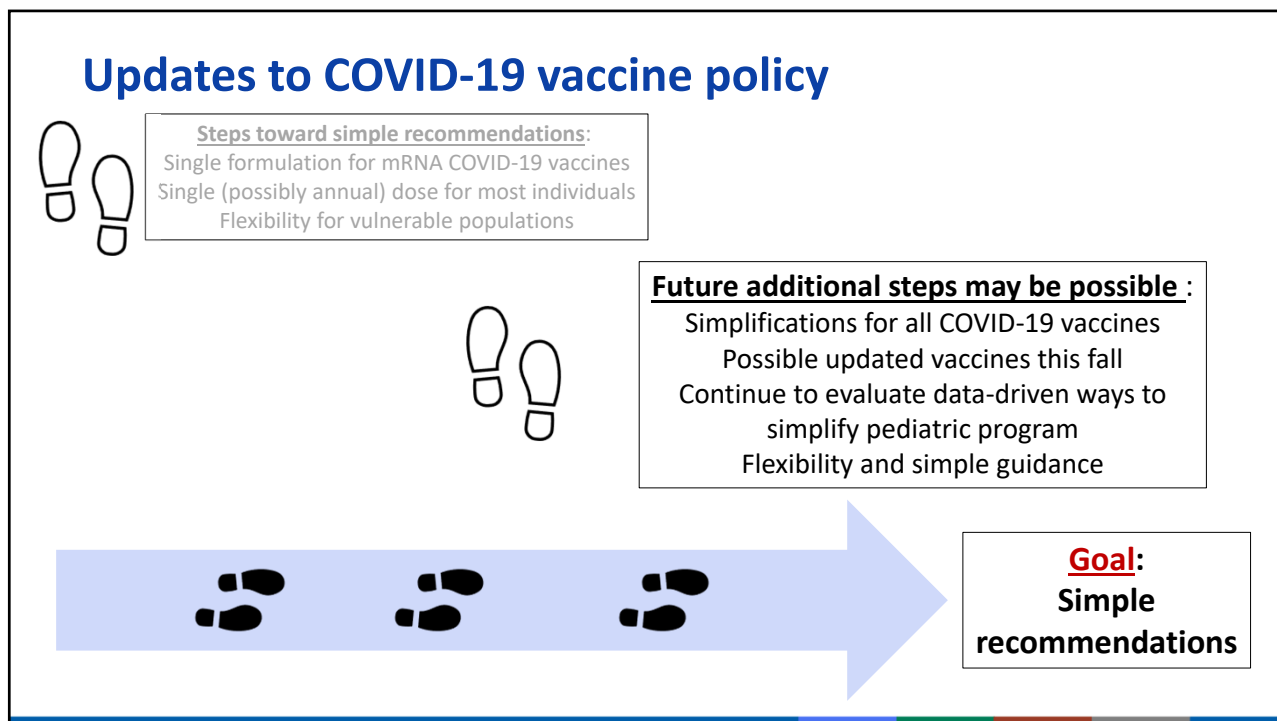 Updates to COVID-19 vaccine policy
Steps toward simple recommendations:
Single formulation for mRNA COVID-19 vaccines
Single (possibly annual) dose for most individuals
Flexibility for vulnerable populations
Future additional steps may be possible :
Simplifications for all COVID-19 vaccines
Possible updated vaccines this fall
Continue to evaluate data-driven ways to
simplify pediatric program
Flexibility and simple guidance
Goal:
Simple
recommendations